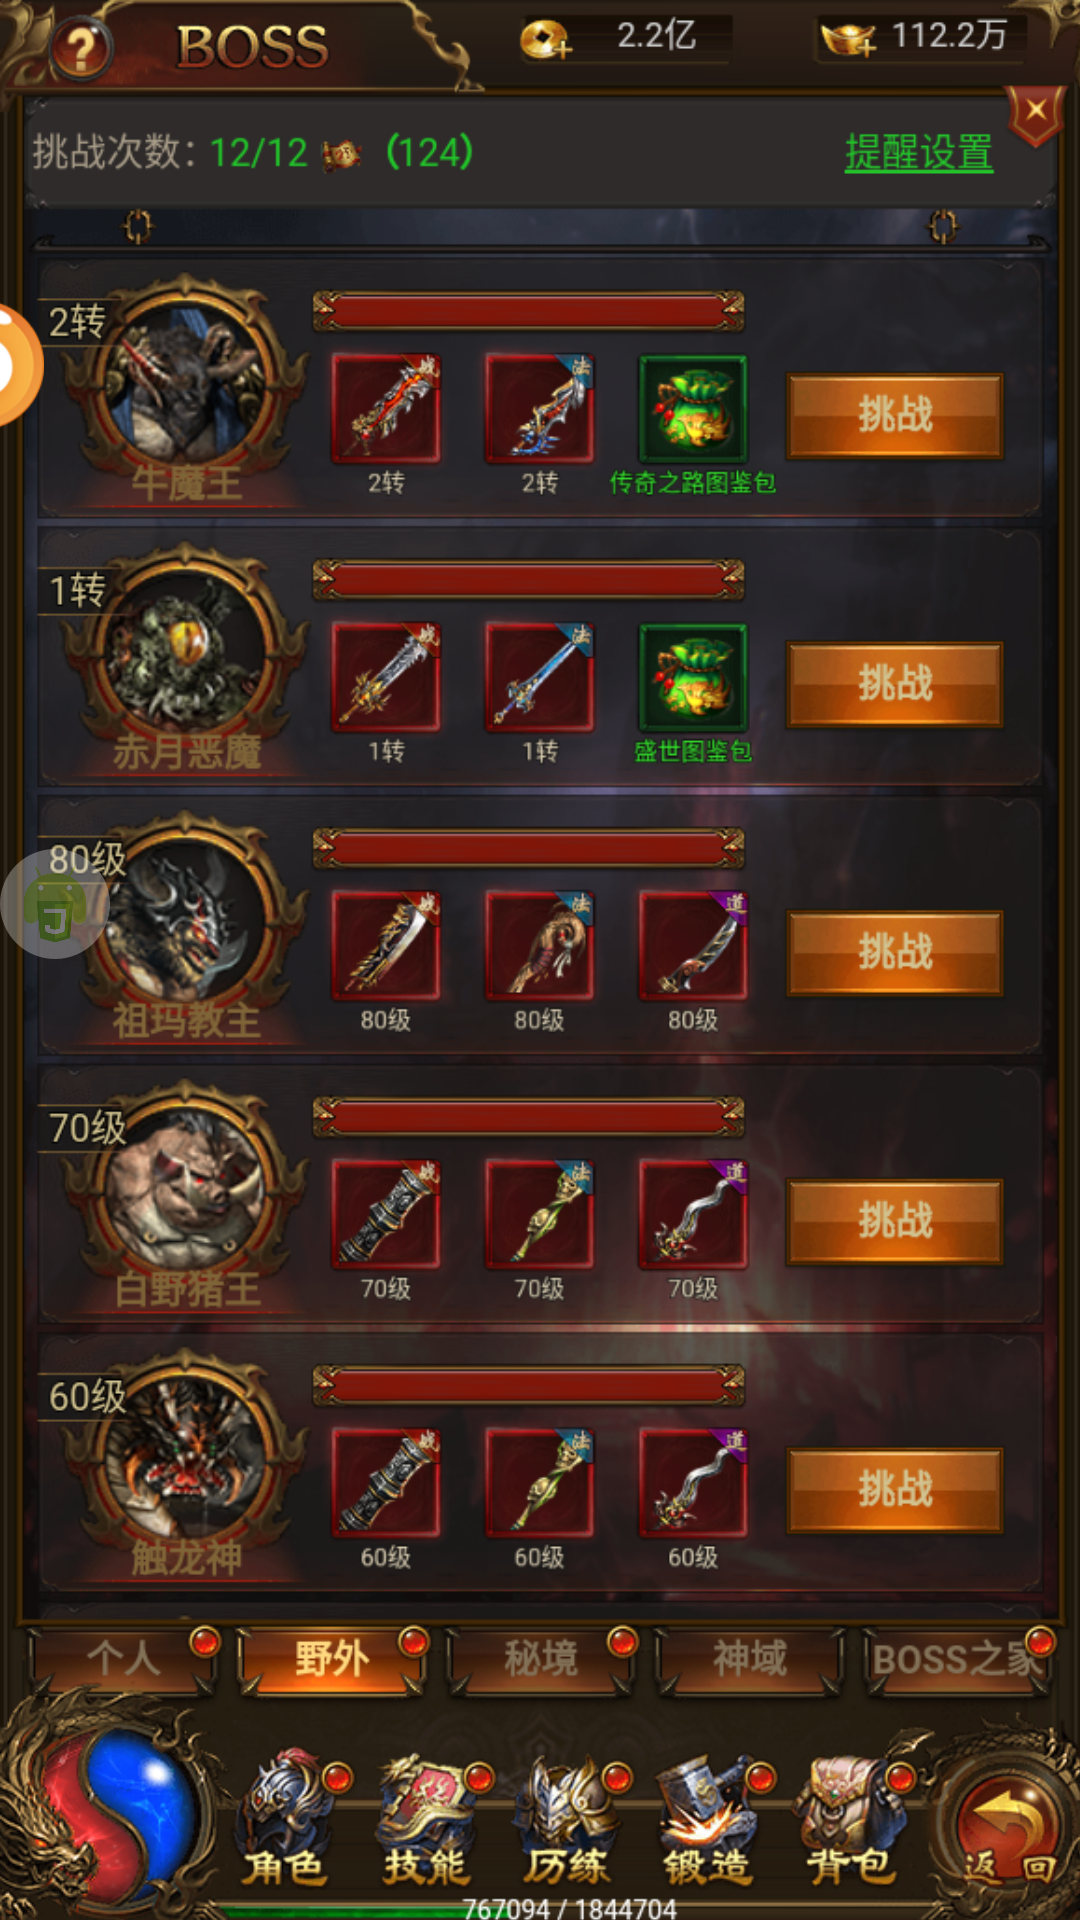 BOSS
2.2亿
112.2万
挑战次数: 12/12 (124)
提醒设置
2转
牛魔王
战
法
2转
2转
传奇之路图鉴包
挑战
1转
赤月恶魔
战
法
1转
1转
盛世图鉴包
挑战
80级
祖玛教主
战
法
道
80级
80级
80级
挑战
70级
白野猪王
战
法
道
70级
70级
70级
挑战
60级
触龙神
战
法
道
60级
60级
60级
挑战
个人
野外
秘境
神域
BOSS之家
角色
技能
历练
锻造
背包
返回
767094 / 1844704